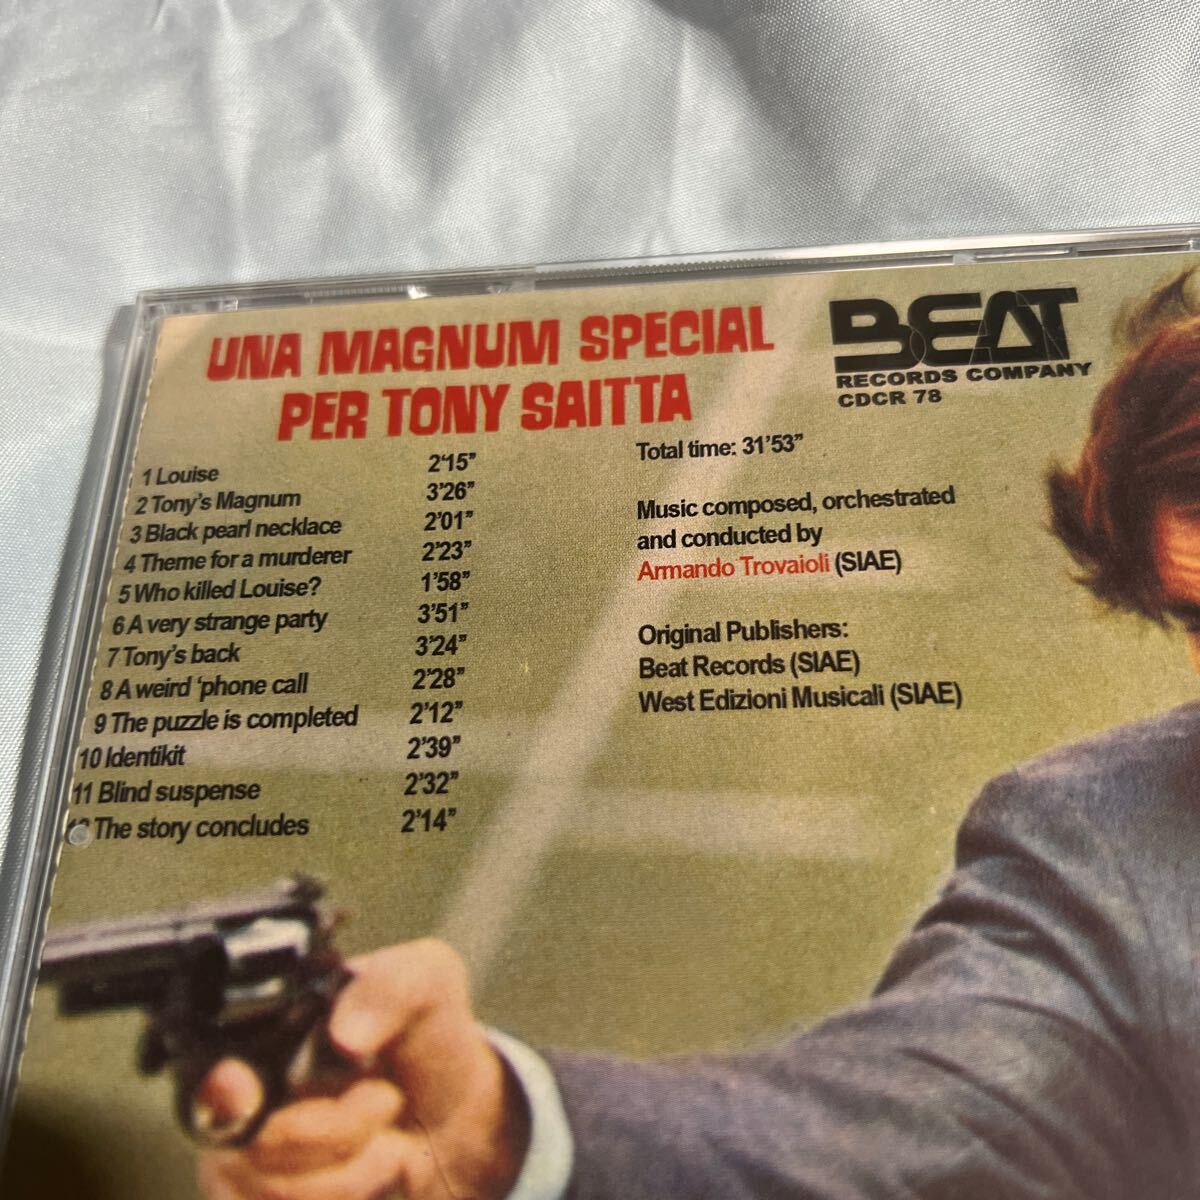 UNA MAGNUM SPECIAL
PER TONY SAITTA
BEAT
RECORDS COMPANY
CDCR 78
1 Louise 2'15"
2 Tony's Magnum 3'26"
3 Black pearl necklace 2'01"
4 Theme for a murderer 2'23"
5 Who killed Louise? 1'58"
6 A very strange party 3'51"
7 Tony's back 3'24"
8 A weird 'phone call 2'28"
9 The puzzle is completed 2'12"
10 Identikit 2'39"
11 Blind suspense 2'32"
12 The story concludes 2'14"
Total time: 31'53"
Music composed, orchestrated
and conducted by
Armando Trovaioli (SIAE)
Original Publishers:
Beat Records (SIAE)
West Edizioni Musicali (SIAE)